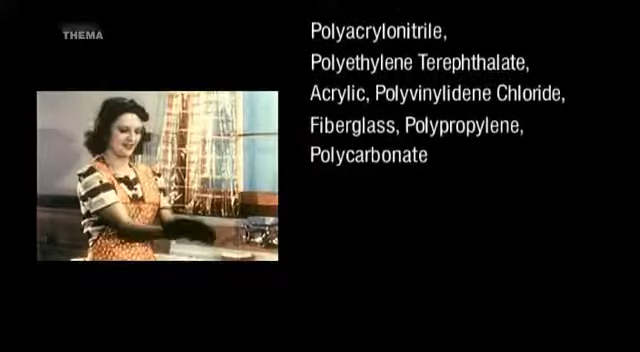 THEMA
Polyacrylonitrile,
Polyethylene Terephthalate,
Acrylic, Polyvinylidene Chloride,
Fiberglass, Polypropylene,
Polycarbonate